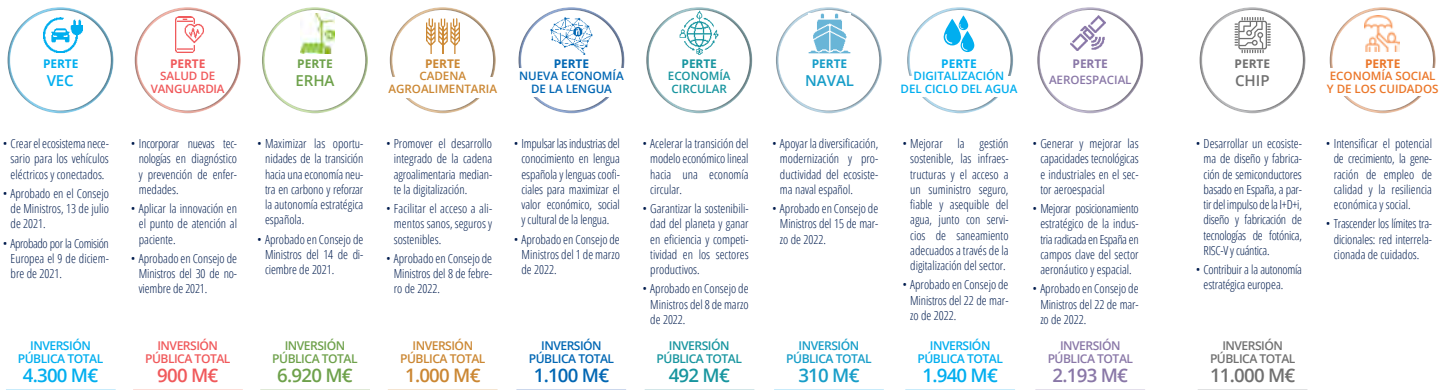 PERTE
VEC
• Crear el ecosistema nece-
sario para los vehículos
eléctricos y conectados.
• Aprobado en el Consejo
de Ministros, 13 de julio
de 2021.
• Aprobado por la Comisión
Europea el 9 de diciem-
bre de 2021.
INVERSIÓN
PÚBLICA TOTAL
4.300 M€
PERTE
SALUD DE
VANGUARDIA
• Incorporar nuevas tec-
nologías en diagnóstico
y prevención de enfer-
medades.
• Aplicar la innovación en
el punto de atención al
paciente.
• Aprobado en Consejo de
Ministros del 30 de no-
viembre de 2021.
INVERSIÓN
PÚBLICA TOTAL
900 M€
PERTE
ERHA
• Maximizar las oportu-
nidades de la transición
hacia una economía neu-
tra en carbono y reforzar
la autonomía estratégica
española.
• Aprobado en Consejo de
Ministros del 14 de di-
ciembre de 2021.
INVERSIÓN
PÚBLICA TOTAL
6.920 M€
PERTE
CADENA
AGROALIMENTARIA
• Promover el desarrollo
integrado de la cadena
agroalimentaria median-
te la digitalización.
• Facilitar el acceso a ali-
mentos sanos, seguros y
sostenibles.
• Aprobado en Consejo de
Ministros del 8 de febre-
ro de 2022.
INVERSIÓN
PÚBLICA TOTAL
1.000 M€
PERTE
NUEVA ECONOMÍA
DE LA LENGUA
• Impulsar las industrias del
conocimiento en lengua
española y lenguas coofi-
ciales para maximizar el
valor económico, social
y cultural de la lengua.
• Aprobado en Consejo de
Ministros del 1 de marzo
de 2022.
INVERSIÓN
PÚBLICA TOTAL
1.100 M€
PERTE
ECONOMÍA
CIRCULAR
• Acelerar la transición del
modelo económico lineal
hacia una economía
circular.
• Garantizar la sostenibili-
dad del planeta y ganar
en eficiencia y competi-
tividad en los sectores
productivos.
• Aprobado en Consejo de
Ministros del 8 de marzo
de 2022.
INVERSIÓN
PÚBLICA TOTAL
492 M€
PERTE
NAVAL
• Apoyar la diversificación,
modernización y pro-
ductividad del ecosiste-
ma naval español.
• Aprobado en Consejo de
Ministros del 15 de mar-
zo de 2022.
INVERSIÓN
PÚBLICA TOTAL
310 M€
PERTE
DIGITALIZACIÓN
DEL CICLO DEL AGUA
• Mejorar la gestión
sostenible, las infraes-
tructuras y el acceso a
un suministro seguro,
fiable y asequible del
agua, junto con servi-
cios de saneamiento
adecuados a través de la
digitalización del sector.
• Aprobado en Consejo de
Ministros del 22 de mar-
zo de 2022.
INVERSIÓN
PÚBLICA TOTAL
1.940 M€
PERTE
AEROESPACIAL
• Generar y mejorar las
capacidades tecnológicas
e industriales en el sec-
tor aeroespacial
• Mejorar posicionamiento
estratégico de la indus-
tria radicada en España en
campos clave del sector
aeronáutico y espacial.
• Aprobado en Consejo de
Ministros del 22 de mar-
zo de 2022.
INVERSIÓN
PÚBLICA TOTAL
2.193 M€
PERTE
CHIP
• Desarrollar un ecosiste-
ma de diseño y fabrica-
ción de semiconductores
basado en España, a par-
tir del impulso de la I+D+i,
diseño y fabricación de
tecnologías de fotónica,
RISC-V y cuántica.
• Contribuir a la autonomía
estratégica europea.
INVERSIÓN
PÚBLICA TOTAL
11.000 M€
PERTE
ECONOMÍA SOCIAL
Y DE LOS CUIDADOS
• Intensificar el potencial
de crecimiento, la gene-
ración de empleo de
calidad y la resiliencia
económica y social.
• Trascender los límites tra-
dicionales: red interrela-
cionada de cuidados.